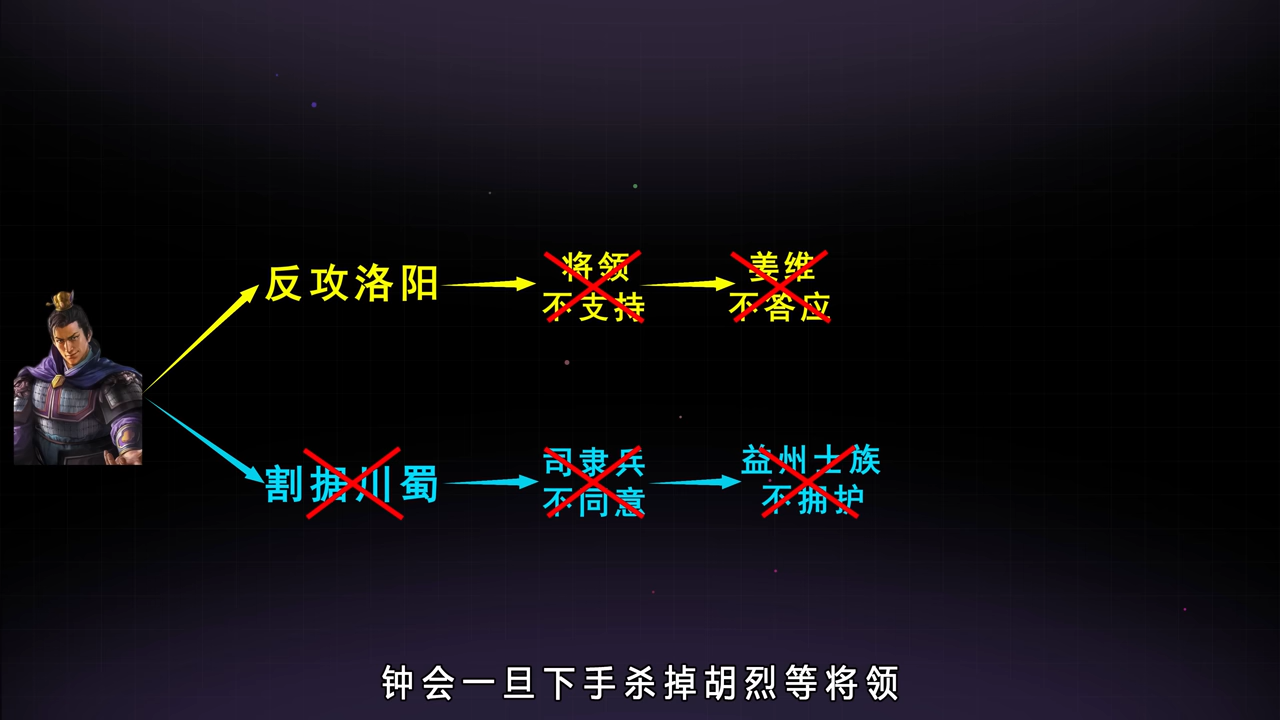 反攻洛阳
将领
不支持
姜维
不答应
割据川蜀
司隶兵
不同意
益州士族
不拥护
钟会一旦下手杀掉胡烈等将领